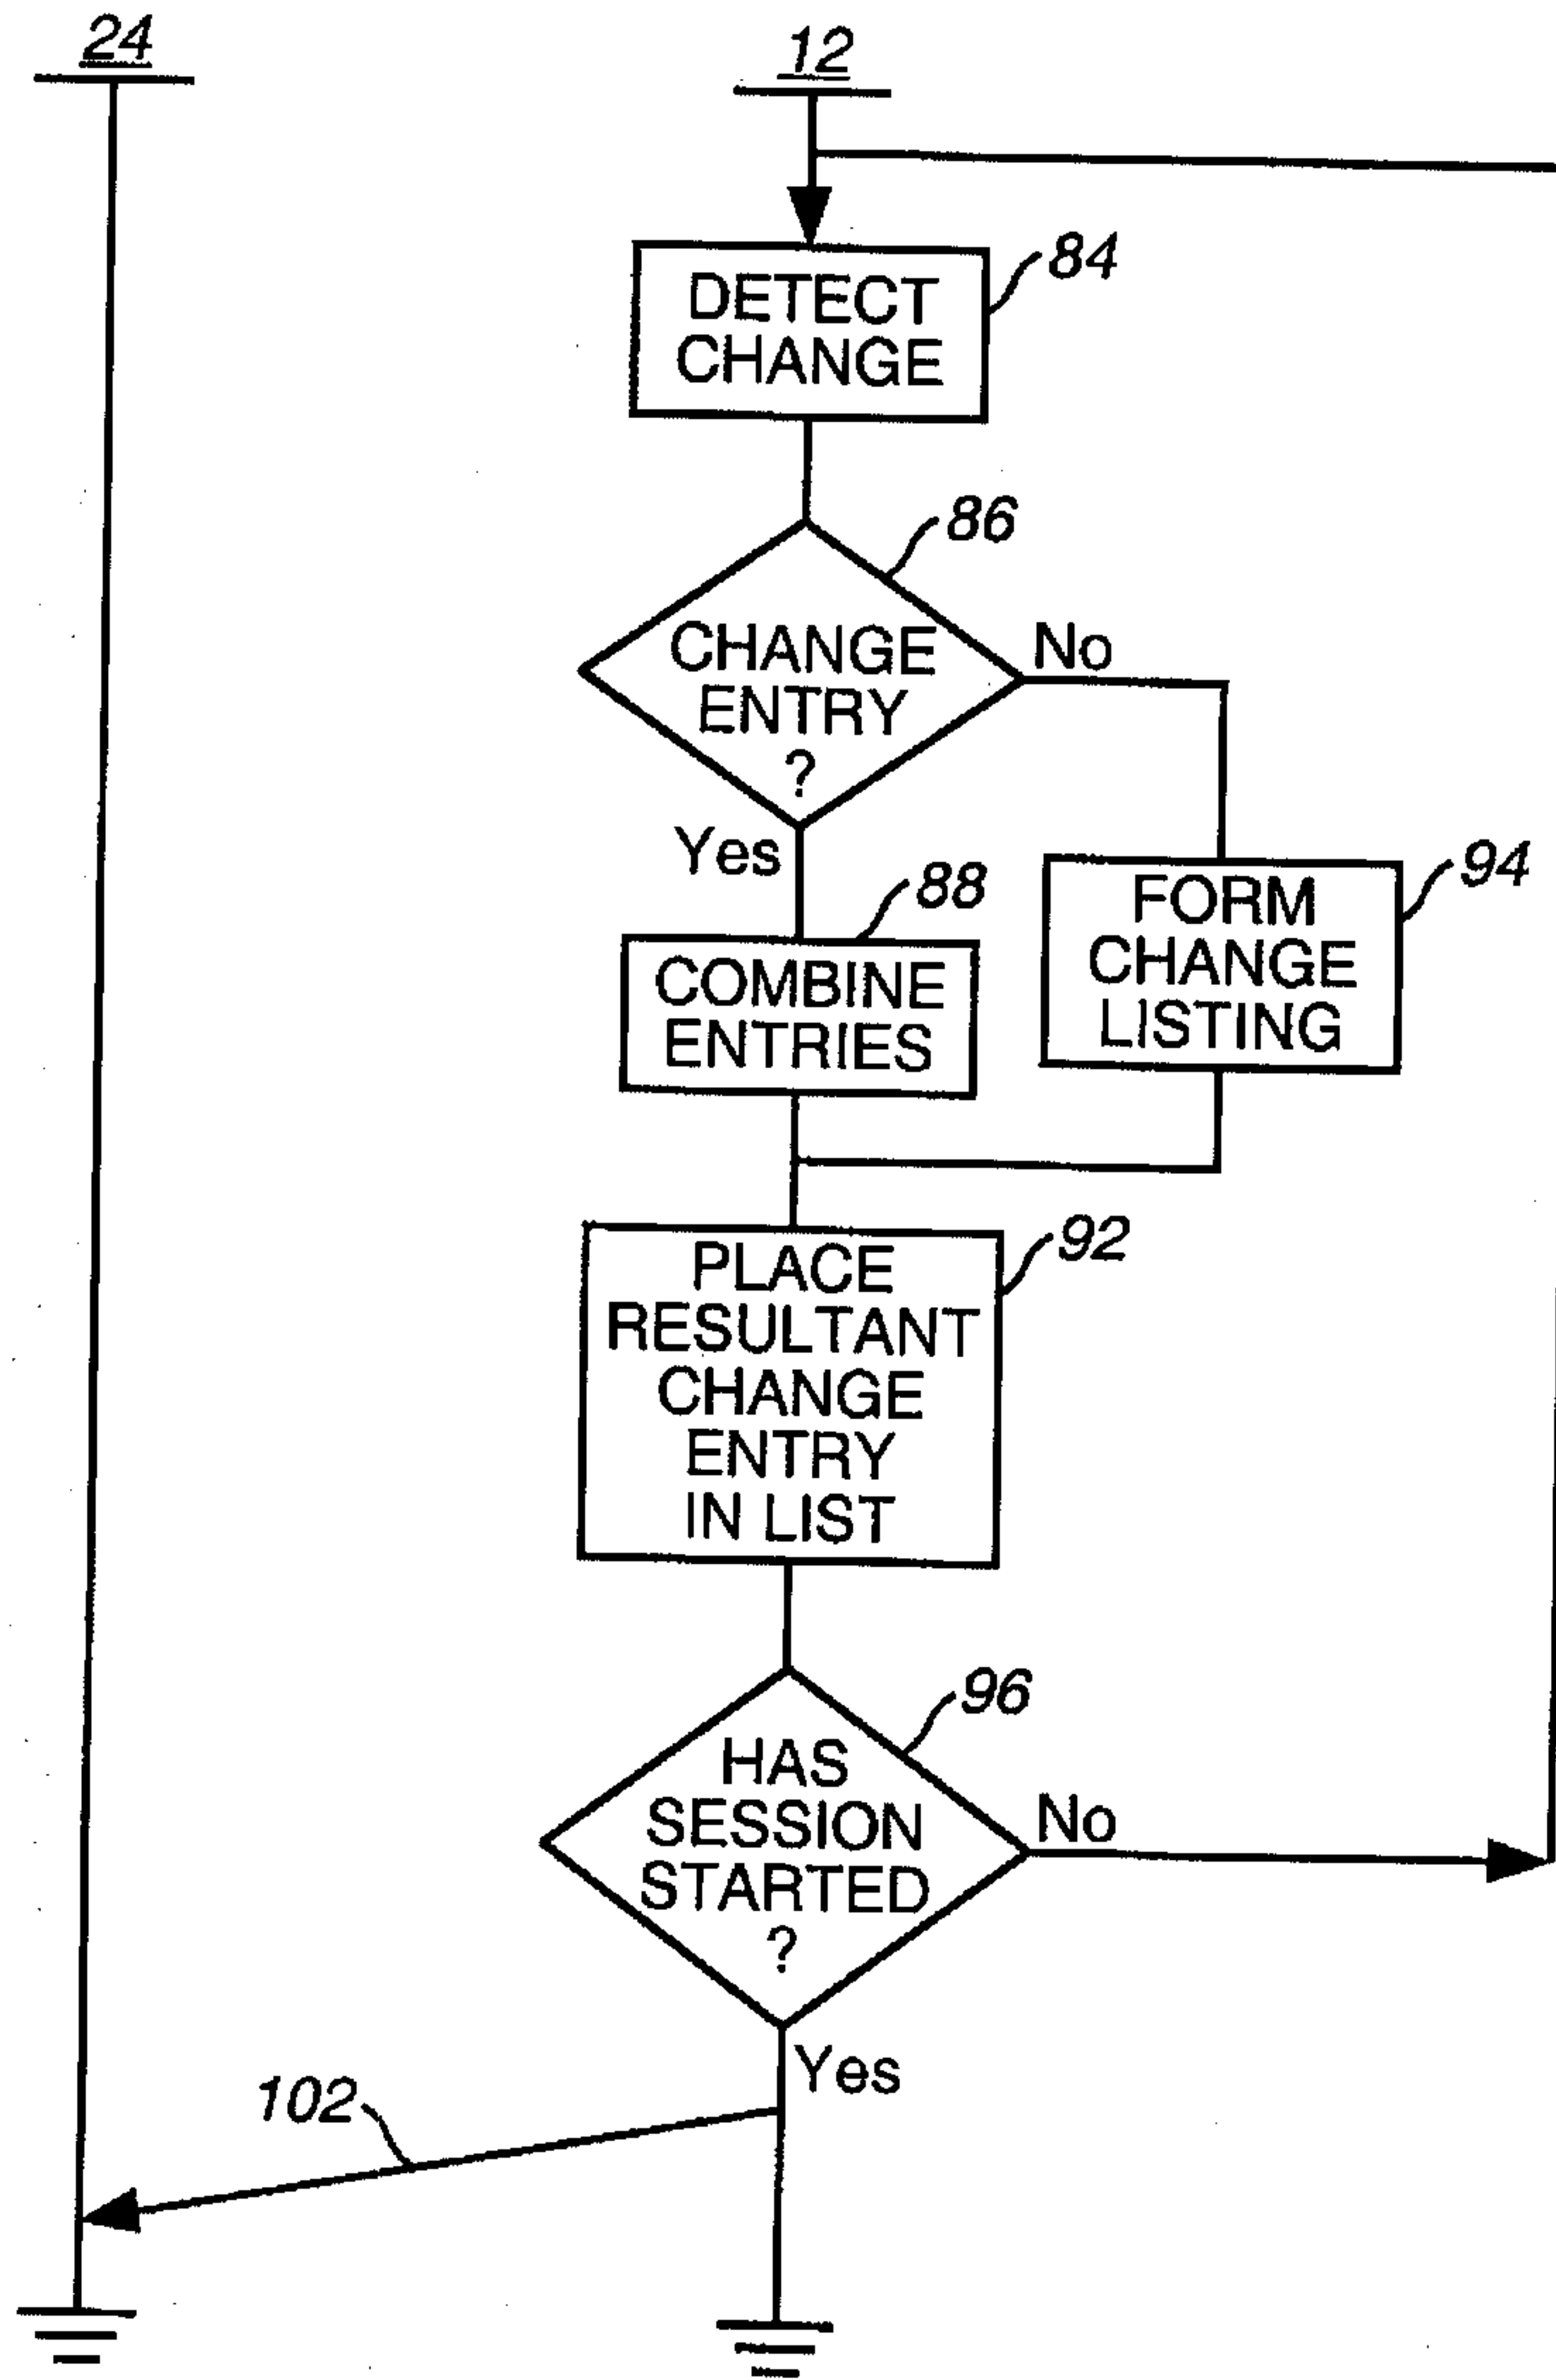 24
12
DETECT
CHANGE
84
86
CHANGE
ENTRY
?
No
Yes
88
COMBINE
ENTRIES
94
FORM
CHANGE
LISTING
92
PLACE
RESULTANT
CHANGE
ENTRY
IN LIST
96
HAS
SESSION
STARTED
?
No
Yes
102